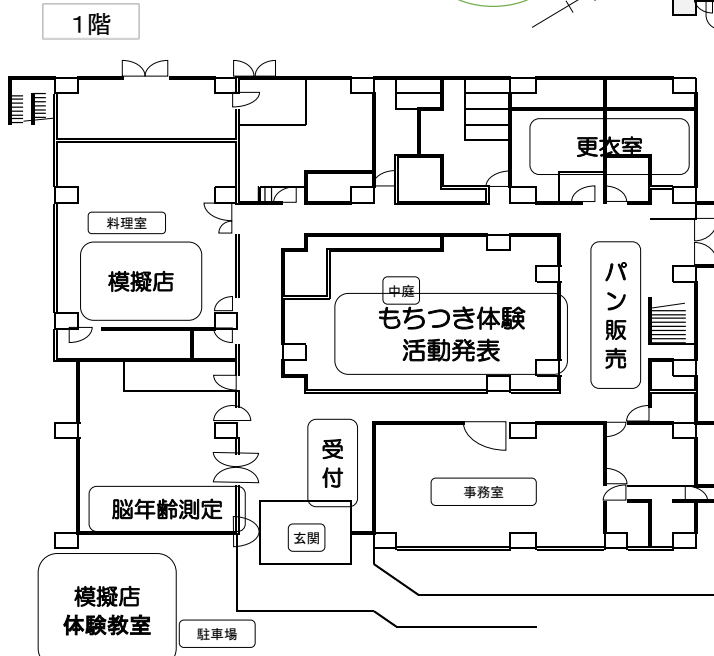 1階
更衣室
料理室
模擬店
中庭
もちつき体験
活動発表
パン販売
受付
事務室
脳年齢測定
玄関
模擬店
体験教室
駐車場